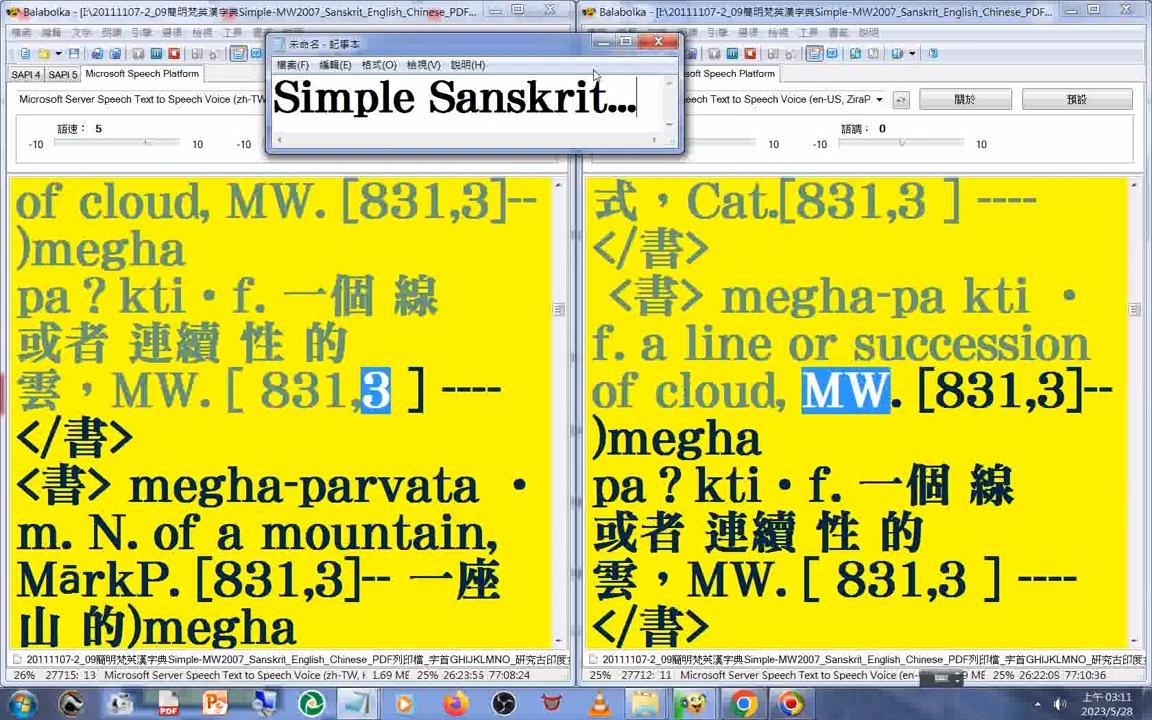 Balabolka - [I:\20111107-2_09簡明梵英漢字典Simple-MW2007_Sanskrit_English_Chinese_PDF...
Balabolka - [I:\20111107-2_09簡明梵英漢字典Simple-MW2007_Sanskrit_English_Chinese_PDF...
未命名 - 記事本
檔案(F) 編輯(E) 格式(O) 檢視(V) 說明(H)
Simple Sanskrit...
SAPI 4 SAPI 5 Microsoft Speech Platform
Speech Platform
Microsoft Server Speech Text to Speech Voice (zh-TW,
Speech Text to Speech Voice (en-US, ZiraP
關於
預設
語速： 5
-10 10 -10
語調： 0
10 -10 10
of cloud, MW. [831,3]--
)megha
pa？kti・f. 一個 線
或者 連續 性 的
雲，MW. [ 831,3 ] ----
</書>
<書> megha-parvata ・
m. N. of a mountain,
MārkP. [831,3]-- 一座
山 的)megha
式，Cat.[831,3 ] ----
</書>
<書> megha-pa kti ・
f. a line or succession
of cloud, MW. [831,3]--
)megha
pa？kti・f. 一個 線
或者 連續 性 的
雲，MW. [ 831,3 ] ----
</書>
20111107-2_09簡明梵英漢字典Simple-MW2007_Sanskrit_English_Chinese_PDF列印檔_字首GHIJKLMNO_研究古印度
20111107-2_09簡明梵英漢字典Simple-MW2007_Sanskrit_English_Chinese_PDF列印檔_字首GHIJKLMNO_研究古印度
26% 27715: 13 Microsoft Server Speech Text to Speech Voice (zh-TW, 1.69 ME 25% 26:23:55 77:08:24
25% 27712: 11 Microsoft Server Speech Text to Speech Voice 25% 26:22:08 77:10:36
上午 03:11
2023/5/28